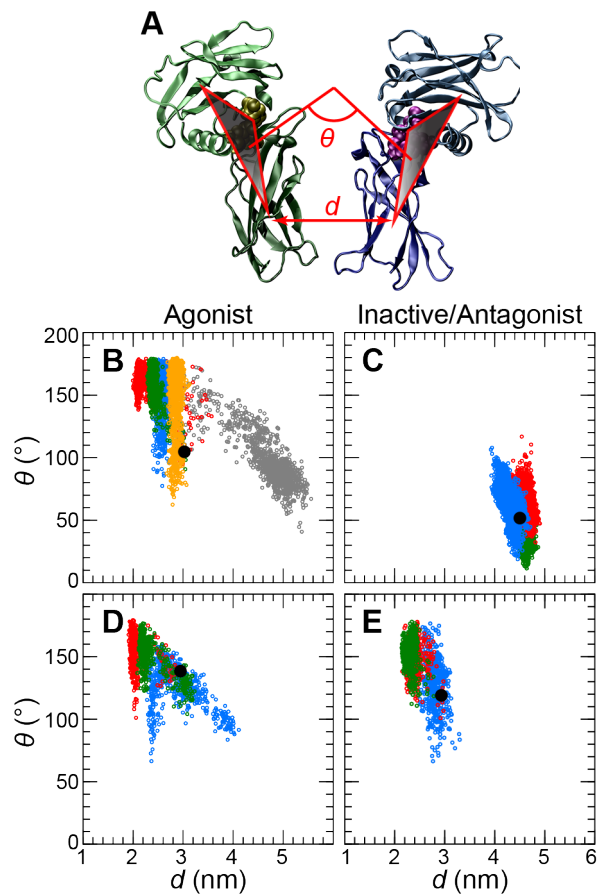 A
θ
d
Agonist Inactive/Antagonist
200 B C
150
θ (°)
100
50
0
D E
150
θ (°)
100
50
0
1 2 3 4 5 1 2 3 4 5 6
d (nm) d (nm)